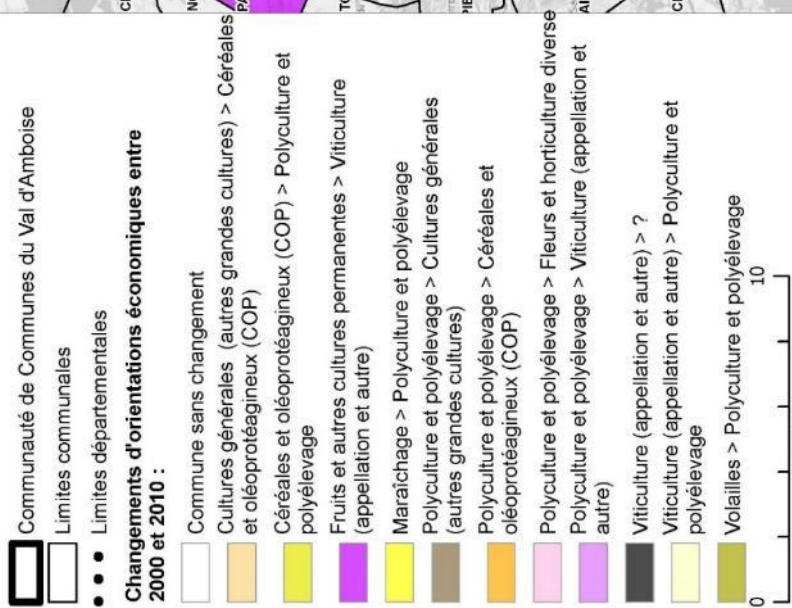 Communauté de Communes du Val d'Amboise
Limites communales
Limites départementales
Changements d'orientations économiques entre
2000 et 2010 :
Commune sans changement
Cultures générales (autres grandes cultures) > Céréales
et oléoprotéagineux (COP)
Céréales et oléoprotéagineux (COP) > Polyculture et
polyélevage
Fruits et autres cultures permanentes > Viticulture
(appellation et autre)
Maraîchage > Polyculture et polyélevage
Polyculture et polyélevage > Cultures générales
(autres grandes cultures)
Polyculture et polyélevage > Céréales et
oléoprotéagineux (COP)
Polyculture et polyélevage > Fleurs et horticulture diverse
Polyculture et polyélevage > Viticulture (appellation et
autre)
Viticulture (appellation et autre) > ?
Viticulture (appellation et autre) > Polyculture et
polyélevage
Volailles > Polyculture et polyélevage
0 10